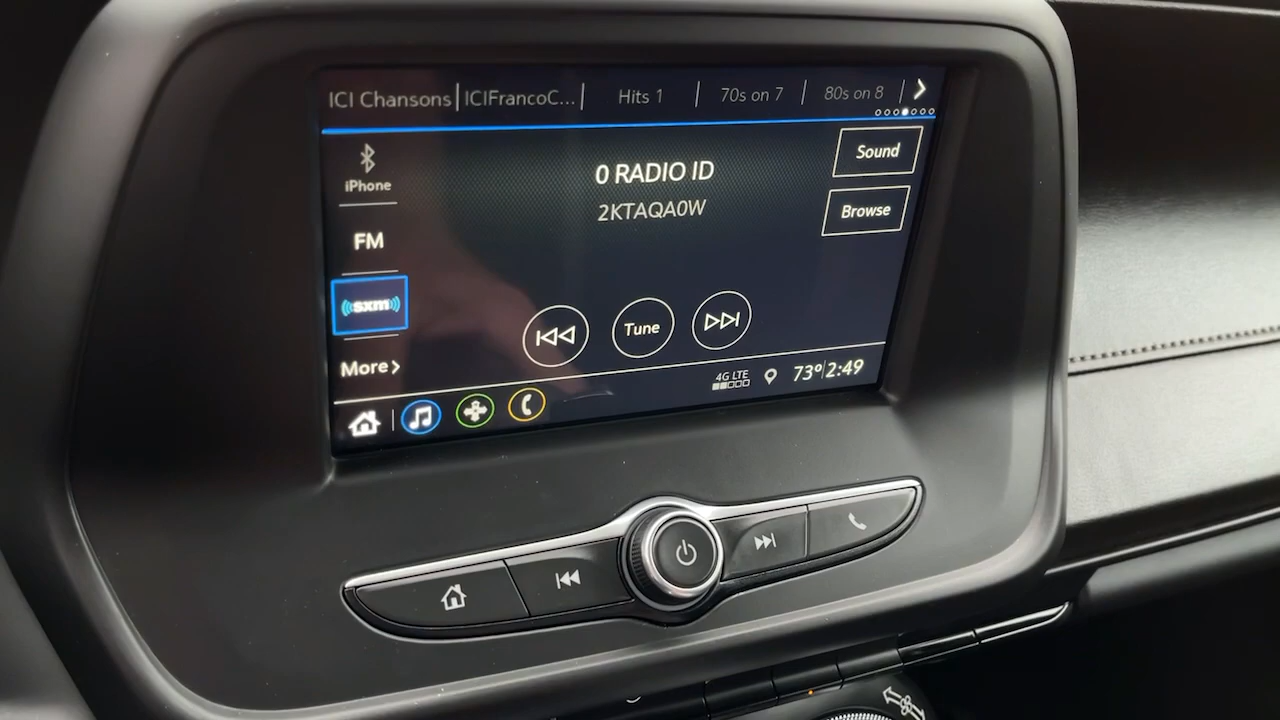 ICI Chansons ICIFrancoC... Hits 1 70s on 7 80s on 8
iPhone
0 RADIO ID
Sound
2KTAQA0W
Browse
FM
sxm
Tune
More
4G LTE
73° 2:49